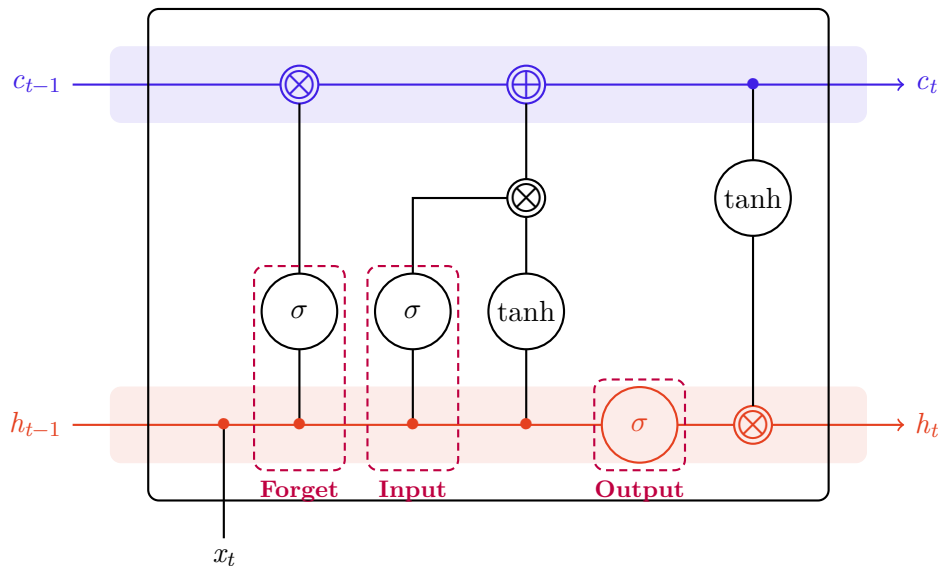 c_{t−1}
c_t
tanh
σ
σ
tanh
h_{t−1}
σ
h_t
Forget
Input
Output
x_t